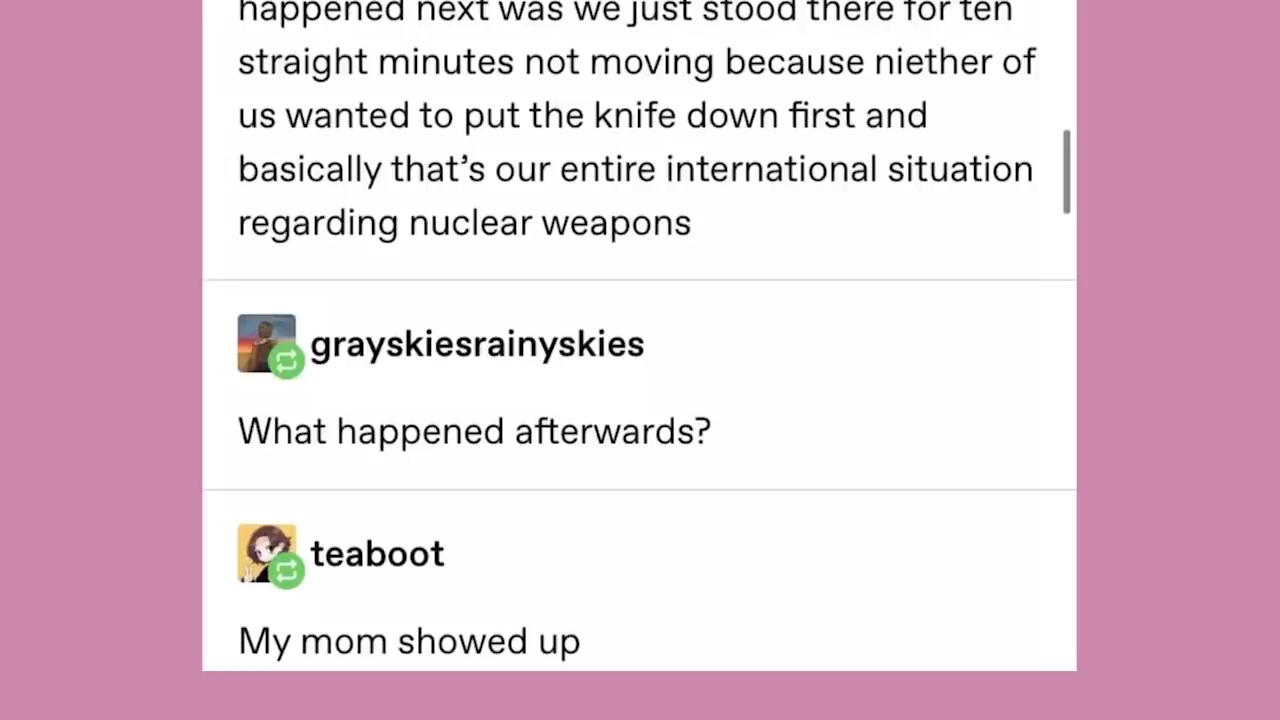 happened next was we just stood there for ten
straight minutes not moving because niether of
us wanted to put the knife down first and
basically that’s our entire international situation
regarding nuclear weapons
grayskiesrainyskies
What happened afterwards?
teaboot
My mom showed up